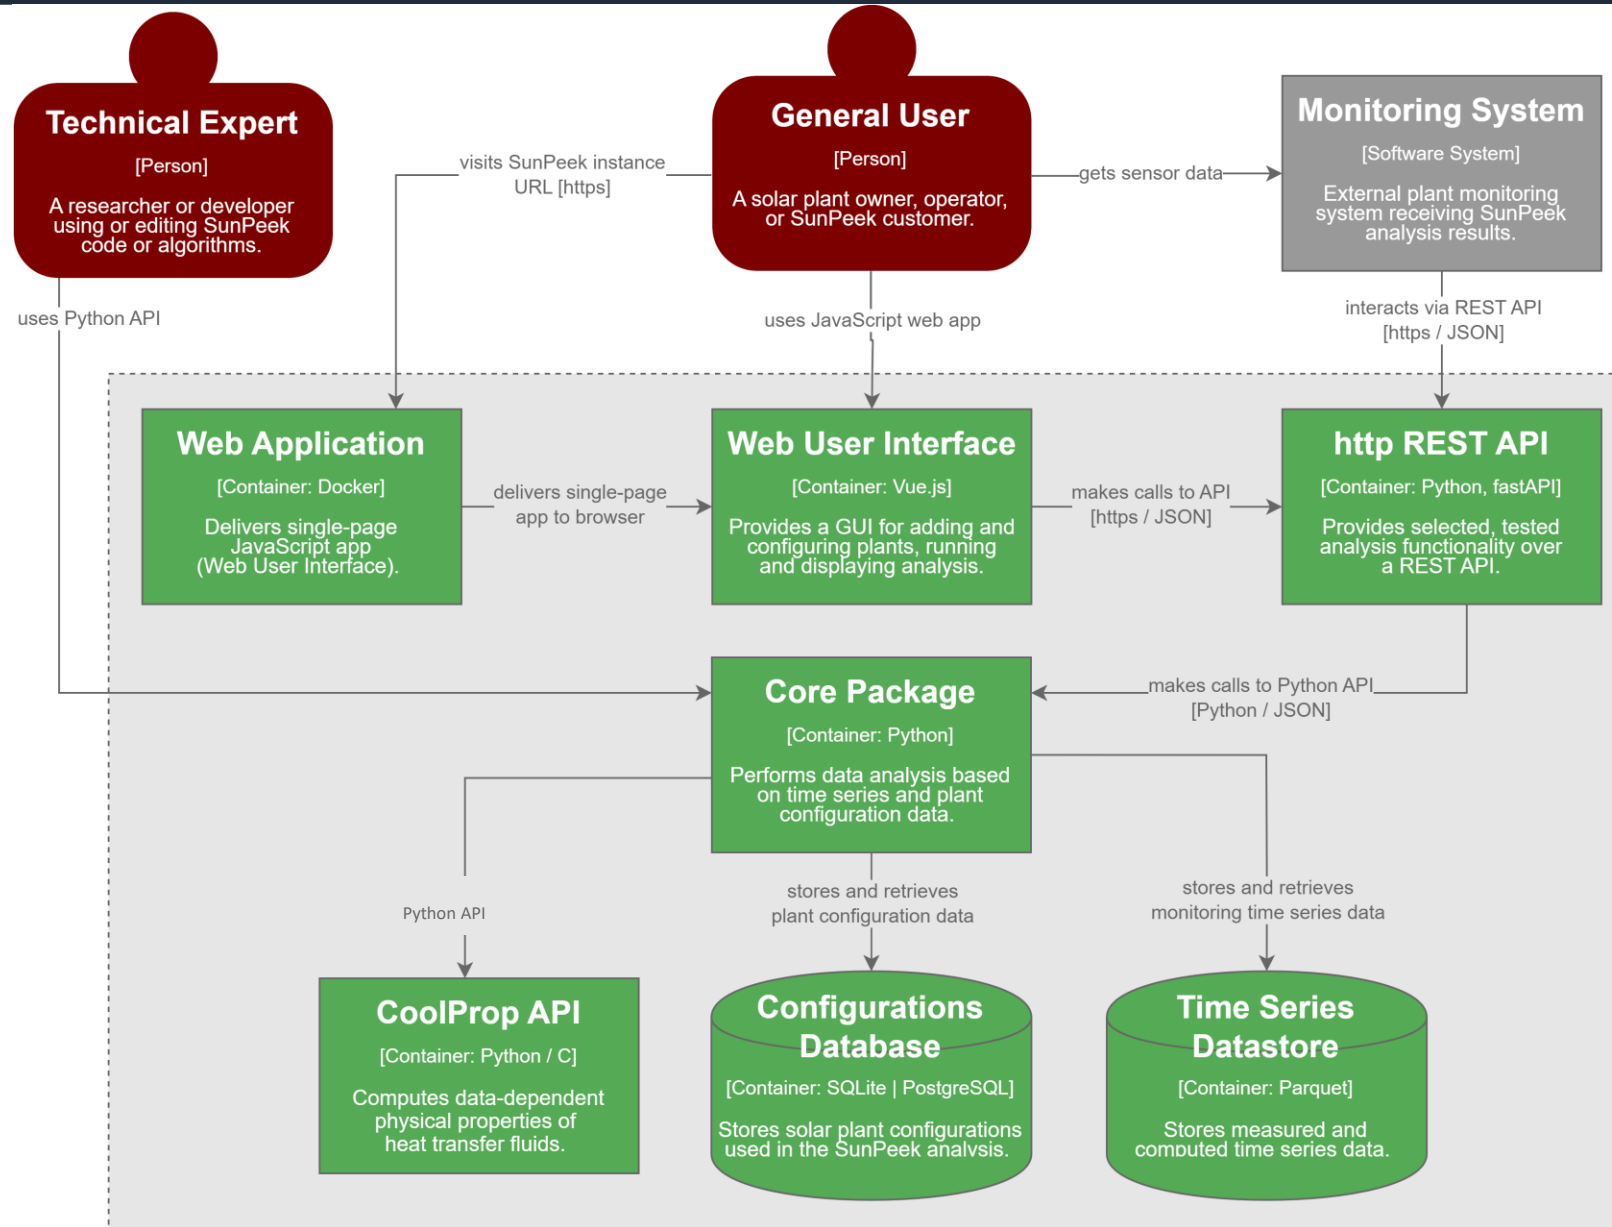 Technical Expert
[Person]
A researcher or developer
using or editing SunPeek
code or algorithms.
visits SunPeek instance
URL [https]
General User
[Person]
A solar plant owner, operator,
or SunPeek customer.
gets sensor data
Monitoring System
[Software System]
External plant monitoring
system receiving SunPeek
analysis results.
uses Python API
uses JavaScript web app
interacts via REST API
[https / JSON]
Web Application
[Container: Docker]
Delivers single-page
JavaScript app
(Web User Interface).
delivers single-page
app to browser
Web User Interface
[Container: Vue.js]
Provides a GUI for adding and
configuring plants, running
and displaying analysis.
makes calls to API
[https / JSON]
http REST API
[Container: Python, fastAPI]
Provides selected, tested
analysis functionality over
a REST API.
Core Package
[Container: Python]
Performs data analysis based
on time series and plant
configuration data.
makes calls to Python API
[Python / JSON]
Python API
stores and retrieves
plant configuration data
stores and retrieves
monitoring time series data
CoolProp API
[Container: Python / C]
Computes data-dependent
physical properties of
heat transfer fluids.
Configurations
Database
[Container: SQLite | PostgreSQL]
Stores solar plant configurations
used in the SunPeek analysis.
Time Series
Datastore
[Container: Parquet]
Stores measured and
computed time series data.